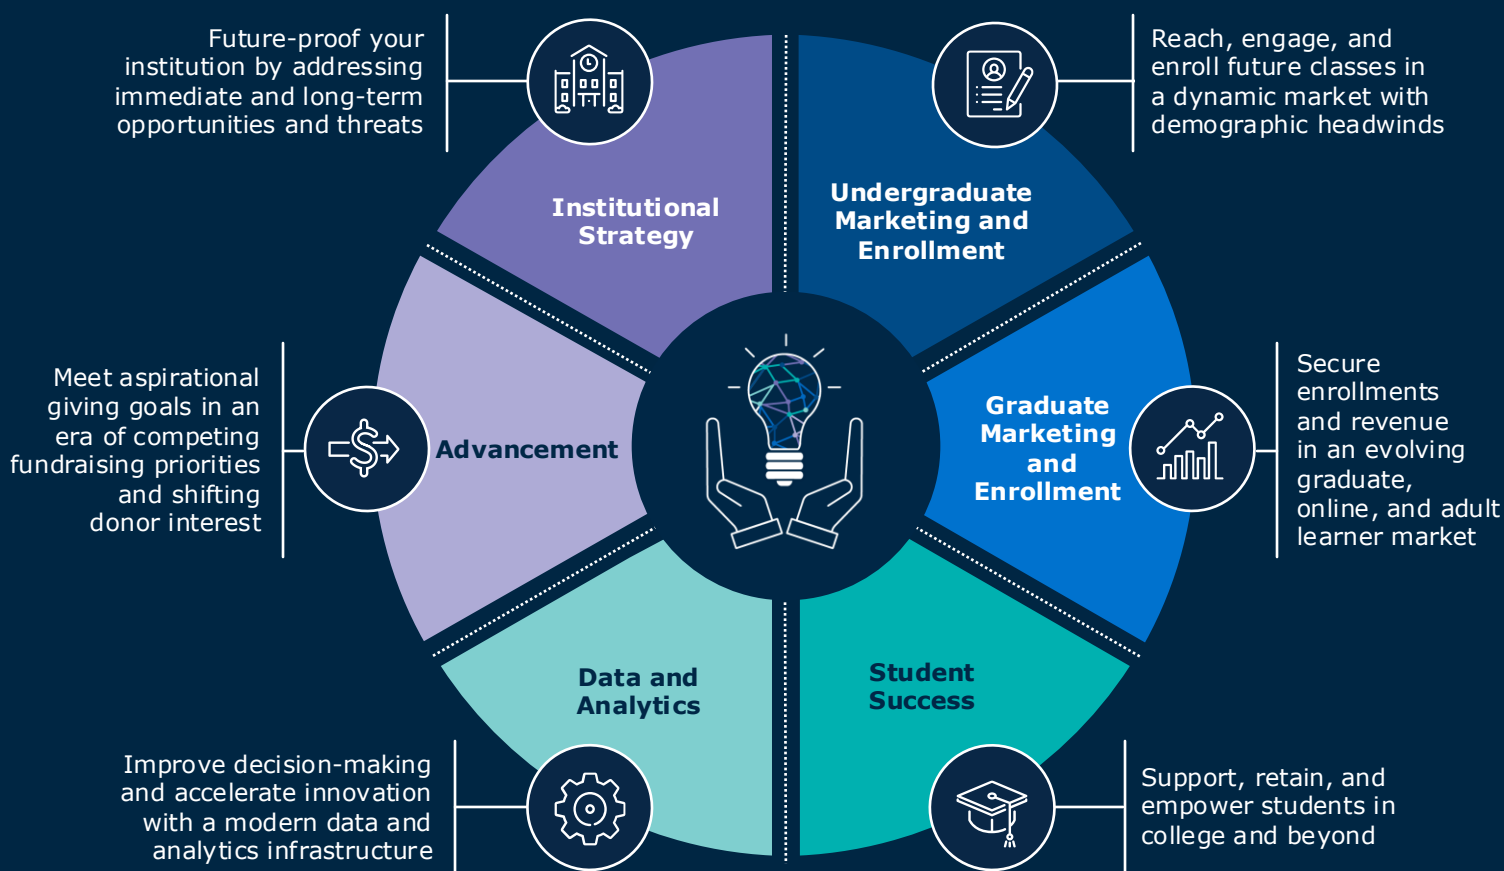 Future-proof your
institution by addressing
immediate and long-term
opportunities and threats
Institutional
Strategy
Undergraduate
Marketing and
Enrollment
Reach, engage, and
enroll future classes in
a dynamic market with
demographic headwinds
Meet aspirational
giving goals in an
era of competing
fundraising priorities
and shifting
donor interest
Advancement
Graduate
Marketing
and
Enrollment
Secure
enrollments
and revenue
in an evolving
graduate,
online, and adult
learner market
Improve decision-making
and accelerate innovation
with a modern data and
analytics infrastructure
Data and
Analytics
Student
Success
Support, retain, and
empower students in
college and beyond